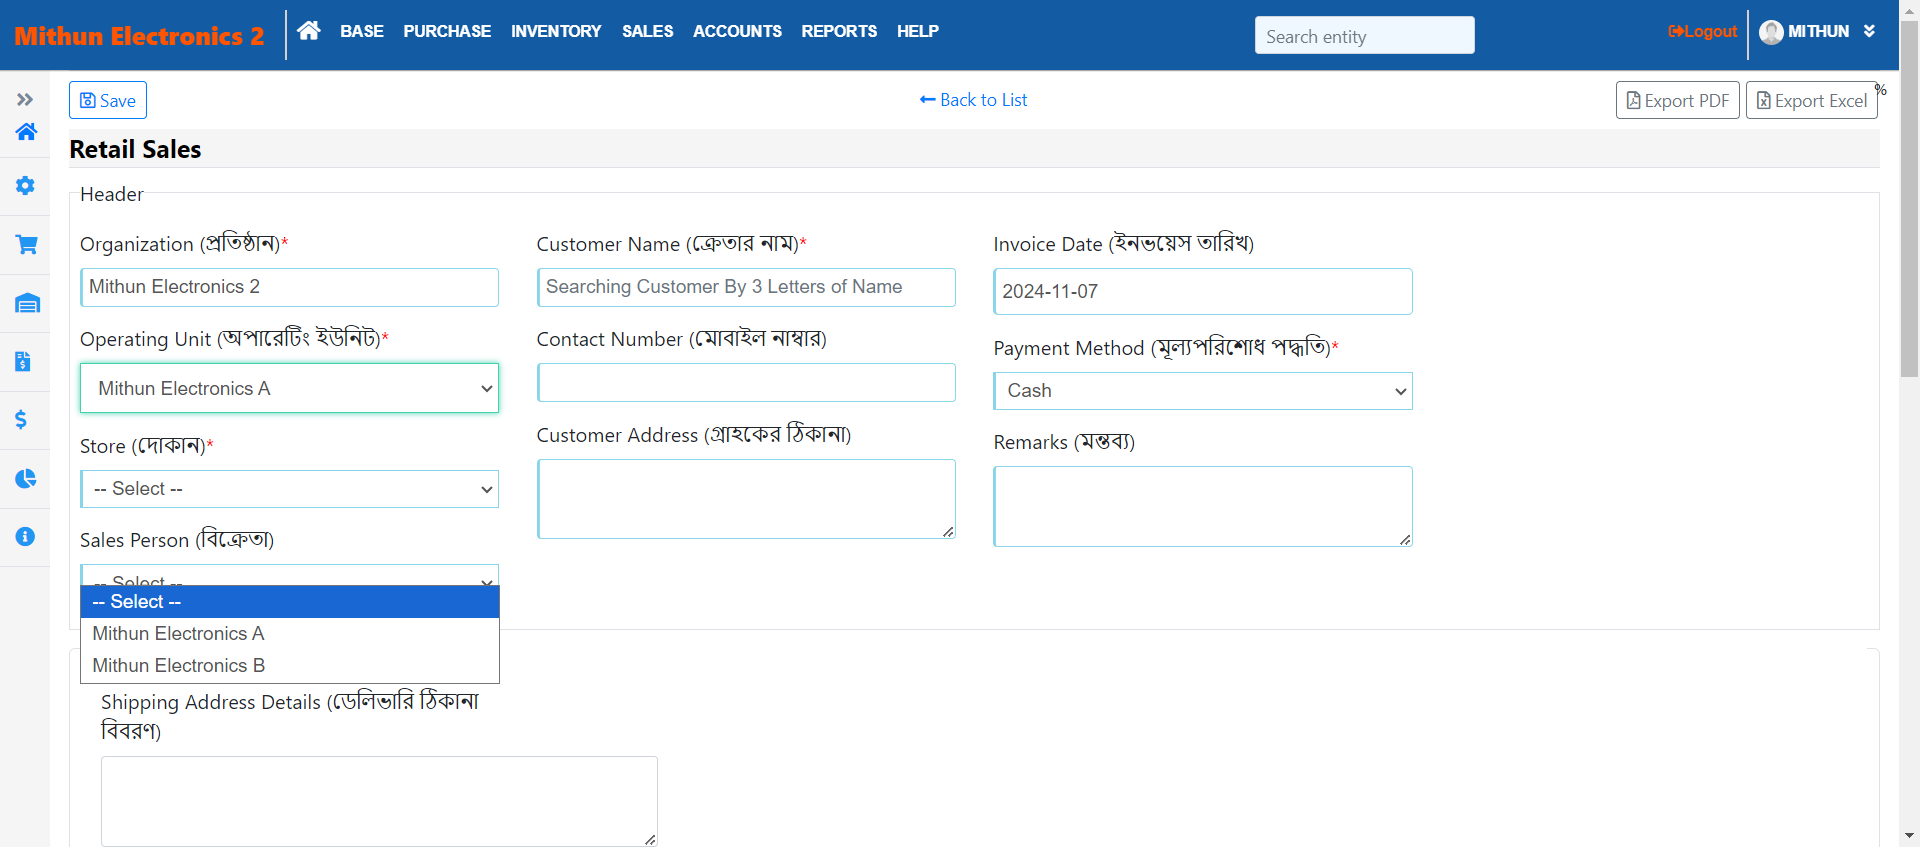 Mithun Electronics 2
BASE PURCHASE INVENTORY SALES ACCOUNTS REPORTS HELP
Search entity
Logout
MITHUN
Save
Back to List
Export PDF
Export Excel
%
Retail Sales
Header
Organization (প্রতিষ্ঠান)*
Mithun Electronics 2
Operating Unit (অপারেটিং ইউনিট)*
Mithun Electronics A
Store (দোকান)*
-- Select --
Sales Person (বিক্রেতা)
-- Select --
-- Select --
Mithun Electronics A
Mithun Electronics B
Customer Name (ক্রেতার নাম)*
Searching Customer By 3 Letters of Name
Contact Number (মোবাইল নাম্বার)
Customer Address (গ্রাহকের ঠিকানা)
Invoice Date (ইনভয়েস তারিখ)
2024-11-07
Payment Method (মূল্যপরিশোধ পদ্ধতি)*
Cash
Remarks (মন্তব্য)
Shipping Address Details (ডেলিভারি ঠিকানা
বিবরণ)